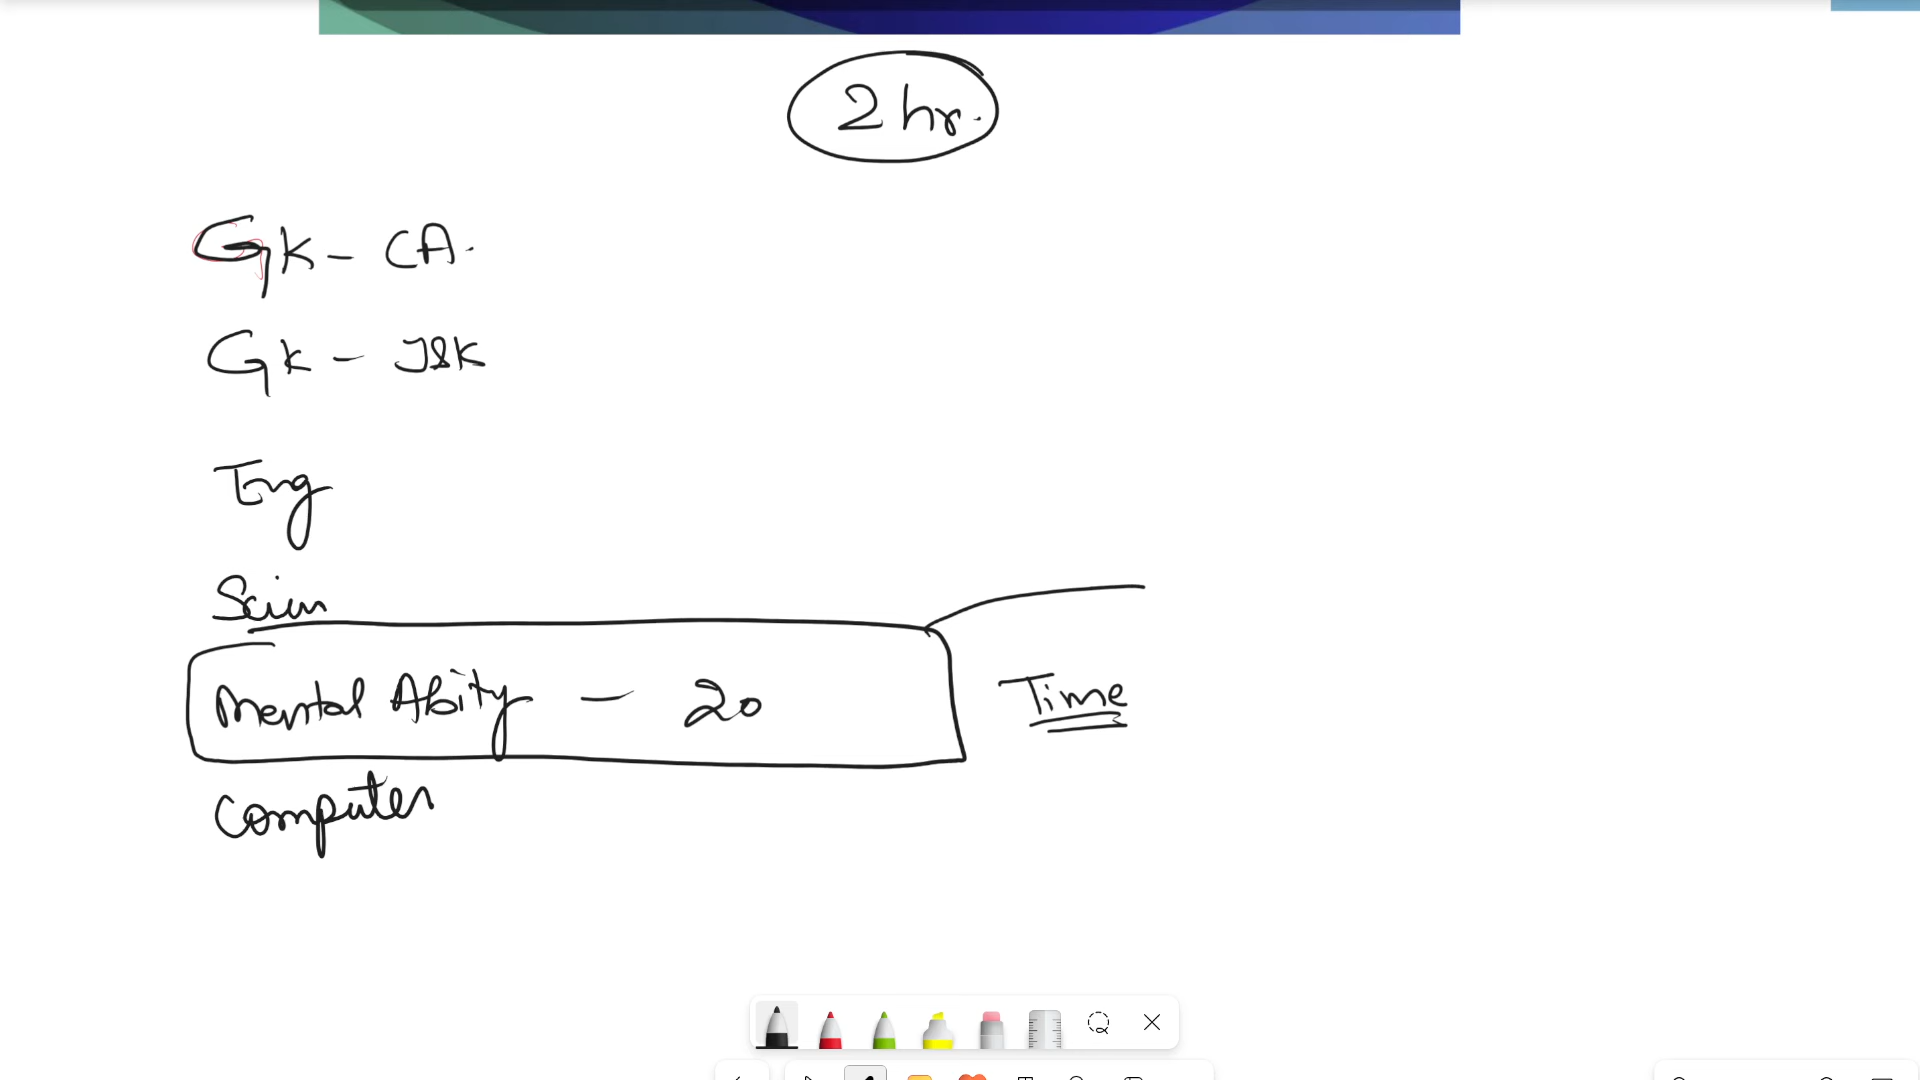 2 hr.
GK - CA.
GK - J&K
Eng
Scien
Mental Abity - 20
Time
Computer